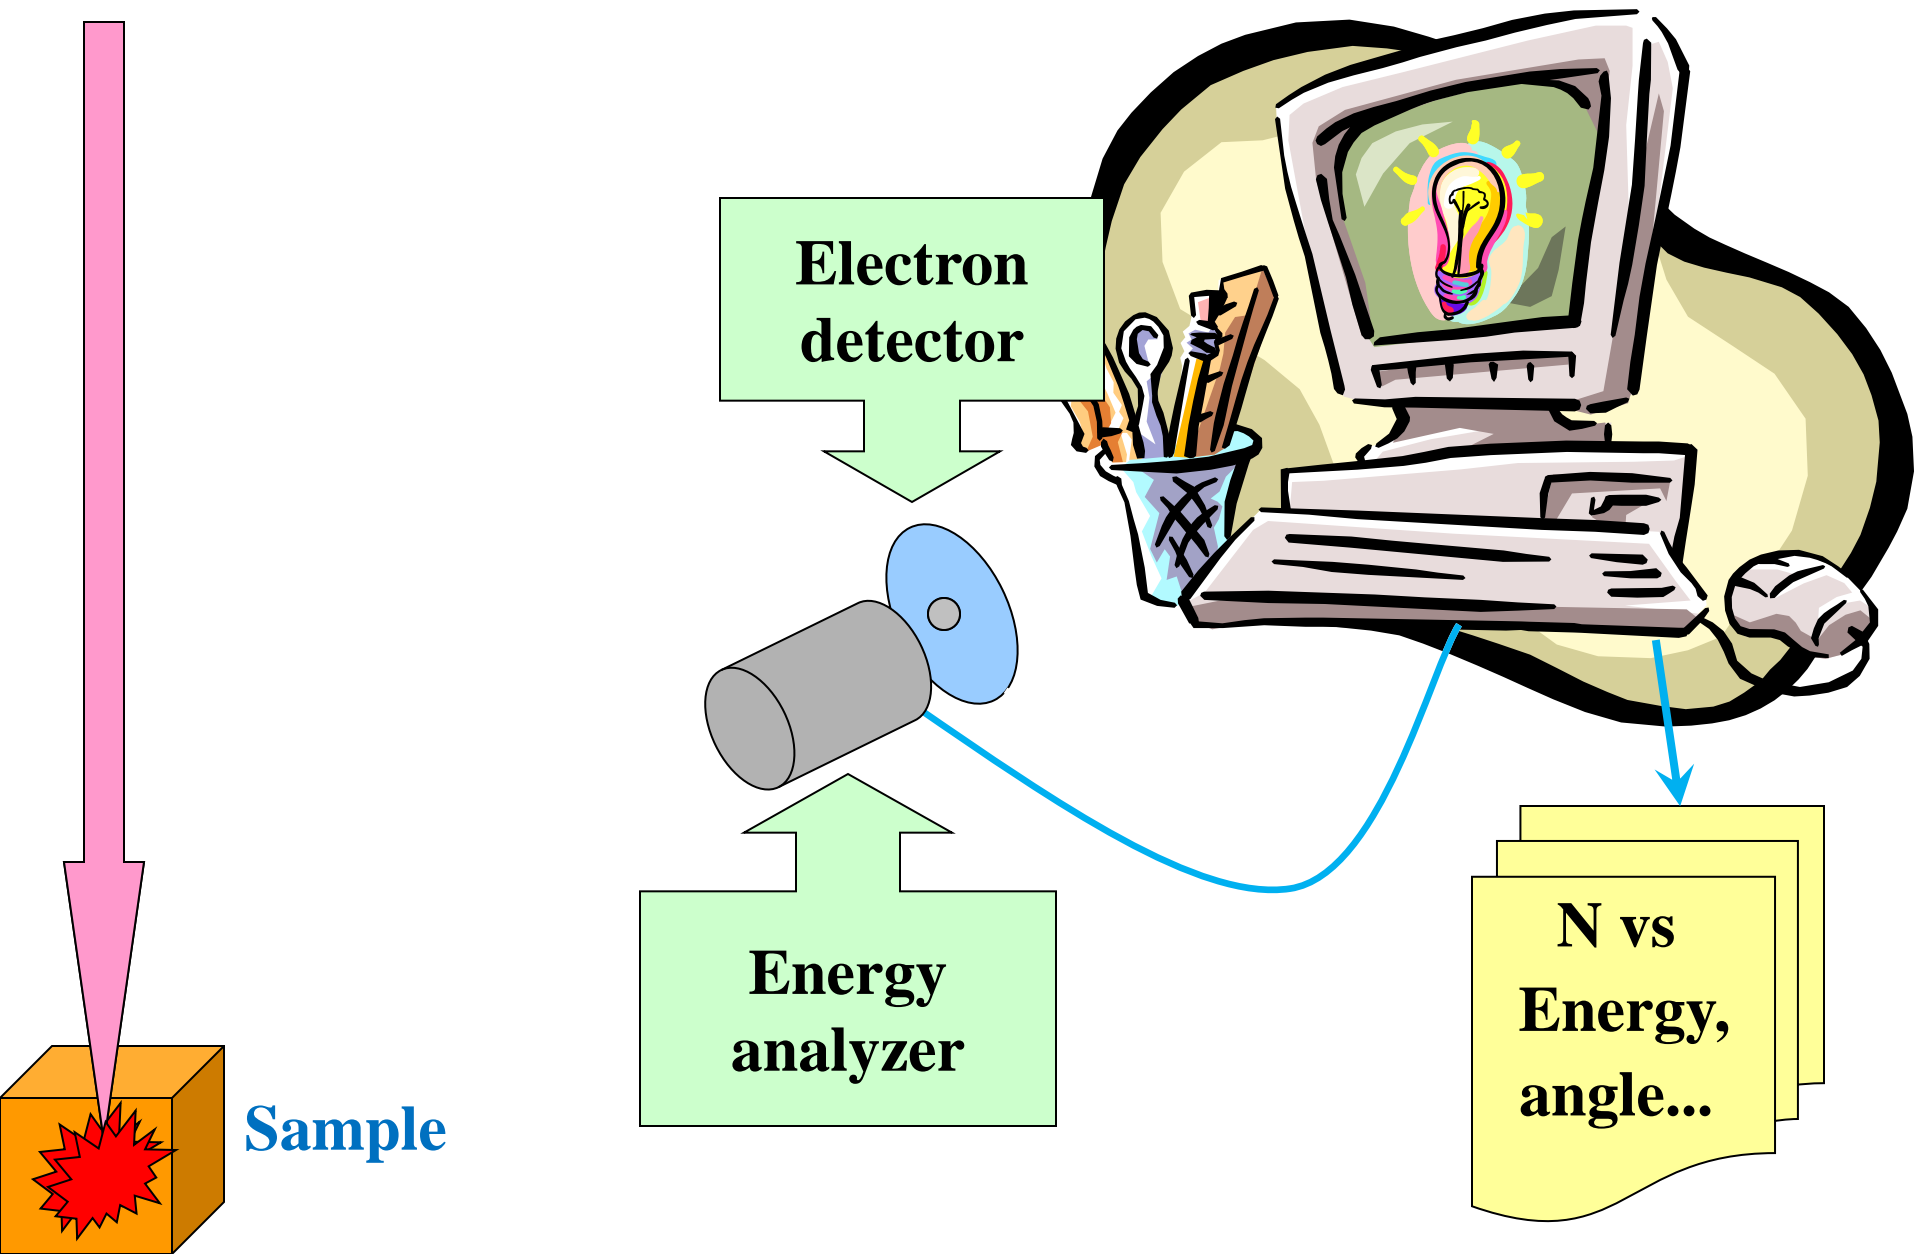 Electron
detector
Energy
analyzer
Sample
N vs
Energy,
angle...